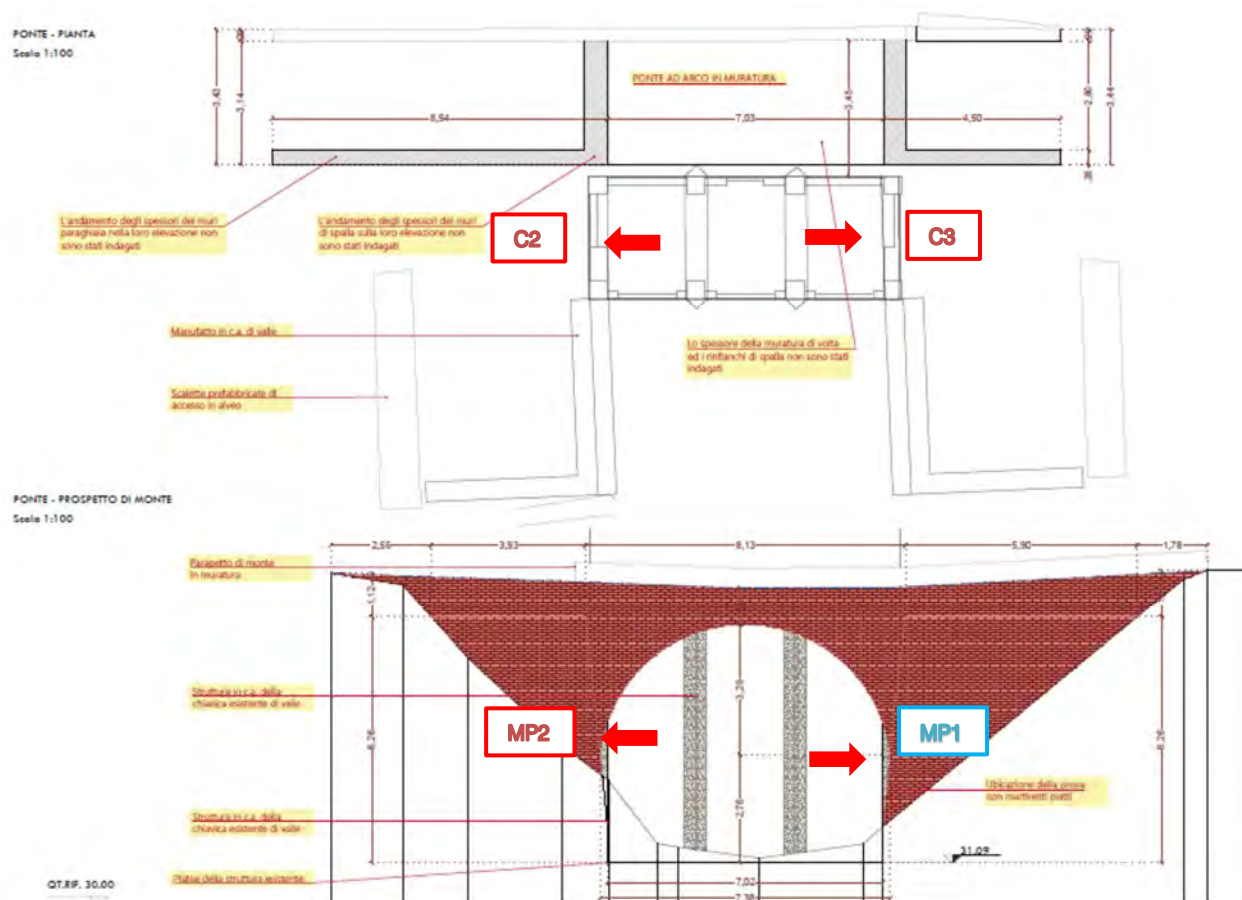 PONTE - PIANTA
Scala 1:100
PONTE AD ARCO IN MURATURA
3,43
3,14
3,45
2,80
3,44
8,54
7,03
4,50
L'andamento degli spessori dei muri
paraghiaia nella loro elevazione non
sono stati indagati
L'andamento degli spessori dei muri
di spalla sulla loro elevazione non
sono stati indagati
C2
C3
Manufatto in c.a. di valle
Lo spessore della muratura di volta
ed i rinfianchi di spalla non sono stati
indagati
Scalette prefabbricate di
accesso in alveo
PONTE - PROSPETTO DI MONTE
Scala 1:100
2,55
3,93
8,13
5,90
1,78
Parapetto di monte
in muratura
1,12
Struttura in c.a. della
chiavica esistente di valle
3,28
MP2
MP1
6,26
6,26
Ubicazione della prova
con martinetti piatti
2,76
Struttura in c.a. della
chiavica esistente di valle
31.09
Platea della struttura esistente
QT.RIF. 30.00
7,02
7,38